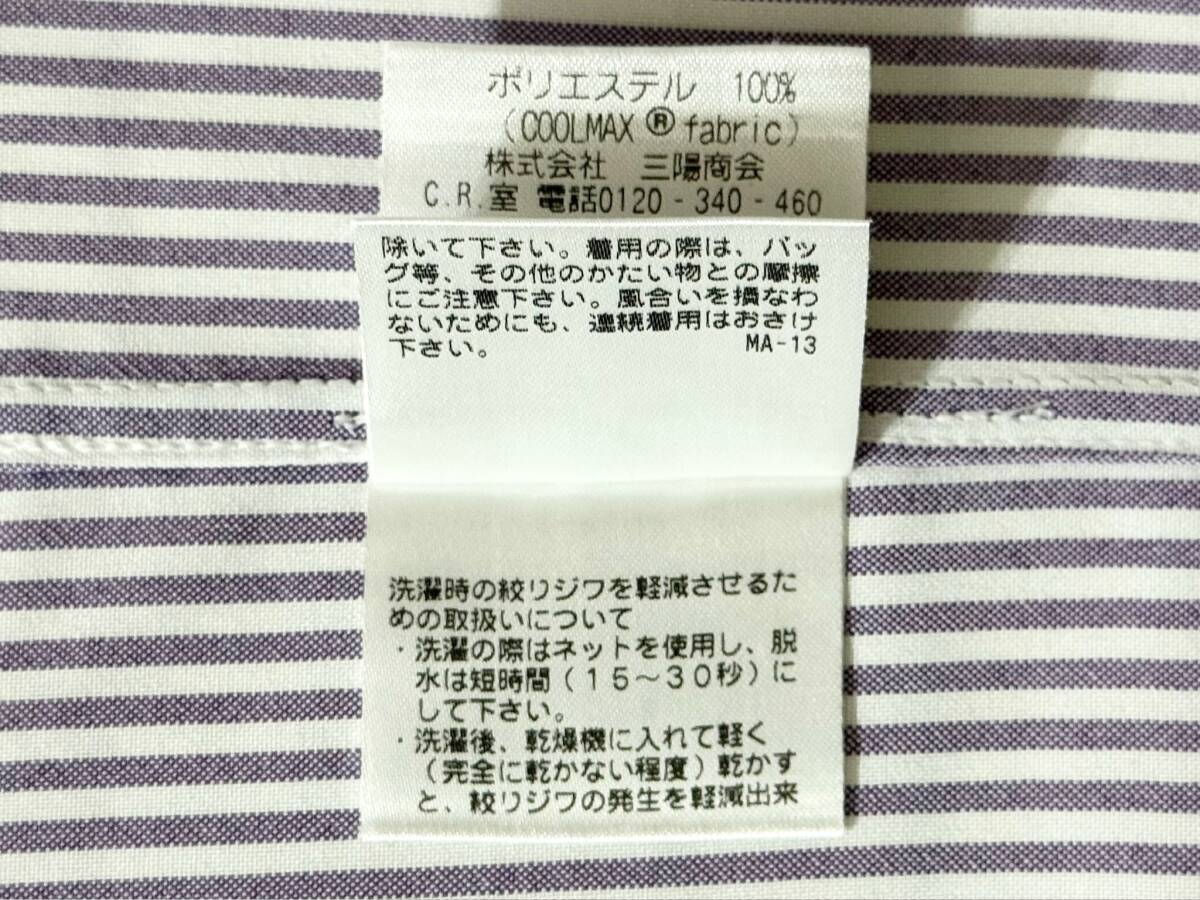 ポリエステル 100%
(COOLMAX® fabric)
株式会社 三陽商会
C.R.室 電話0120-340-460
除いて下さい。着用の際は、バッ
グ等、その他のかたい物との摩擦
にご注意下さい。風合いを損なわ
ないためにも、連続着用はおさけ
下さい。 MA-13
洗濯時の絞りジワを軽減させるた
めの取扱いについて
・洗濯の際はネットを使用し、脱
水は短時間(15～30秒)に
して下さい。
・洗濯後、乾燥機に入れて軽く
(完全に乾かない程度)乾かす
と、絞りジワの発生を軽減出来